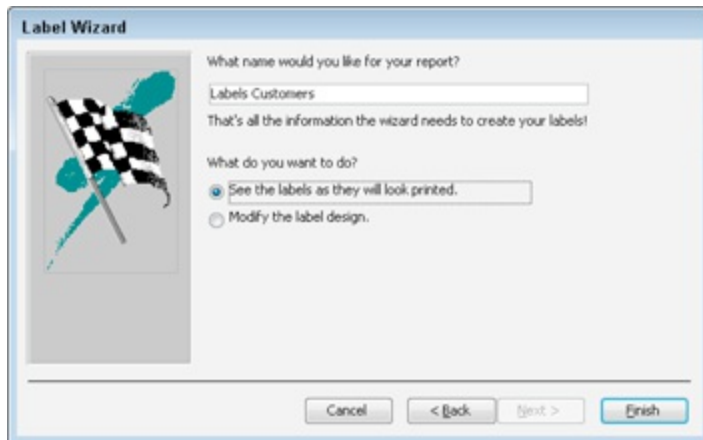 Label Wizard
What name would you like for your report?
Labels Customers
That's all the information the wizard needs to create your labels!
What do you want to do?
See the labels as they will look printed.
Modify the label design.
Cancel
< Back
Next >
Finish